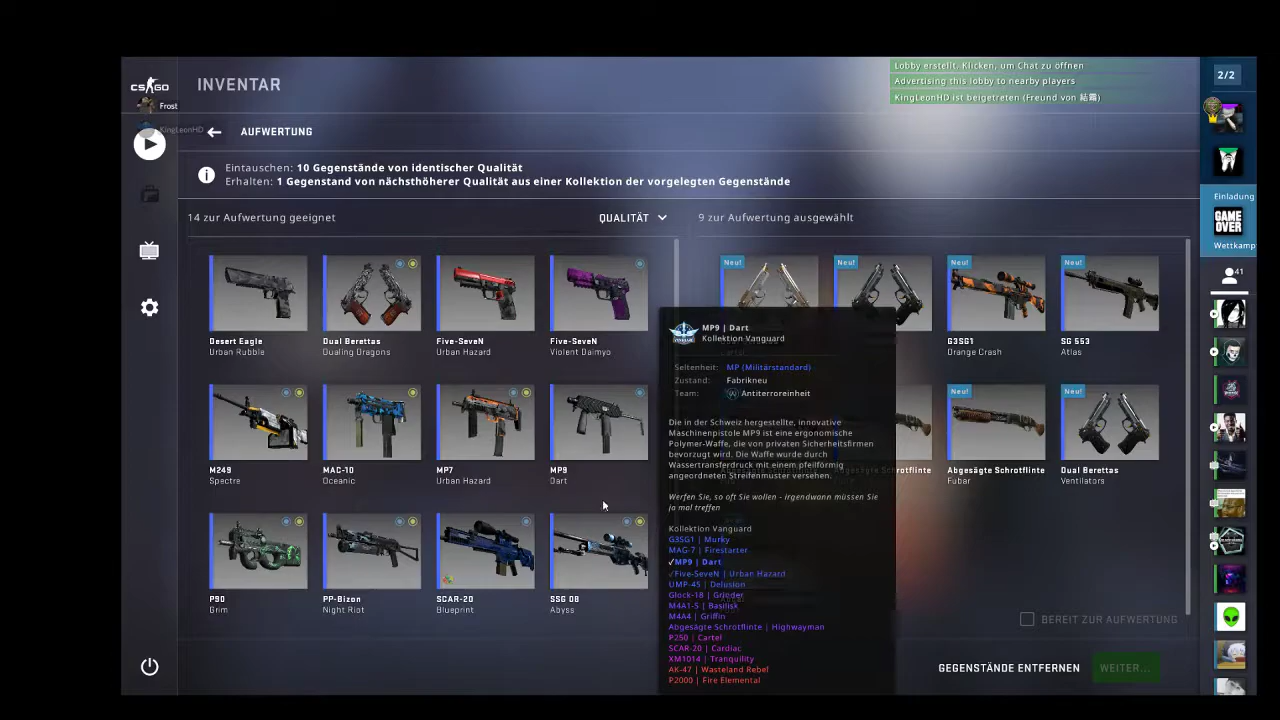 CS:GO
INVENTAR
Lobby erstellt. Klicken, um Chat zu öffnen
Advertising this lobby to nearby players
KingLeonHD ist beigetreten (Freund von 結霜)
2/2
Frost
KingLeonHD
AUFWERTUNG
Eintauschen: 10 Gegenstände von identischer Qualität
Erhalten: 1 Gegenstand von nächsthöherer Qualität aus einer Kollektion der vorgelegten Gegenstände
Einladung
GAME
OVER
Wettkamp
14 zur Aufwertung geeignet
QUALITÄT
9 zur Aufwertung ausgewählt
41
Neu!
Neu!
Neu!
Desert Eagle
Urban Rubble
Dual Berettas
Dualing Dragons
Five-SeveN
Urban Hazard
Five-SeveN
Violent Daimyo
G3SG1
Orange Crash
SG 553
Atlas
MP9 | Dart
Kollektion Vanguard
Seltenheit: MP (Militärstandard)
Zustand: Fabrikneu
Team: Antiterroreinheit
Die in der Schweiz hergestellte, innovative
Maschinenpistole MP9 ist eine ergonomische
Polymer-Waffe, die von privaten Sicherheitsfirmen
bevorzugt wird. Die Waffe wurde durch
Wassertransferdruck mit einem pfeilförmig
angeordneten Streifenmuster versehen.
Werfen Sie, so oft Sie wollen - irgendwann müssen Sie
ja mal treffen
Kollektion Vanguard
G3SG1 | Murky
MAG-7 | Firestarter
✓MP9 | Dart
✓Five-SeveN | Urban Hazard
UMP-45 | Delusion
Glock-18 | Grinder
M4A1-S | Basilisk
M4A4 | Griffin
Abgesägte Schrotflinte | Highwayman
P250 | Cartel
SCAR-20 | Cardiac
XM1014 | Tranquility
AK-47 | Wasteland Rebel
P2000 | Fire Elemental
Neu!
Neu!
M249
Spectre
MAC-10
Oceanic
MP7
Urban Hazard
MP9
Dart
Schrotflinte
Abgesägte Schrotflinte
Fubar
Dual Berettas
Ventilators
P90
Grim
PP-Bizon
Night Riot
SCAR-20
Blueprint
SSG 08
Abyss
BEREIT ZUR AUFWERTUNG
GEGENSTÄNDE ENTFERNEN
WEITER...